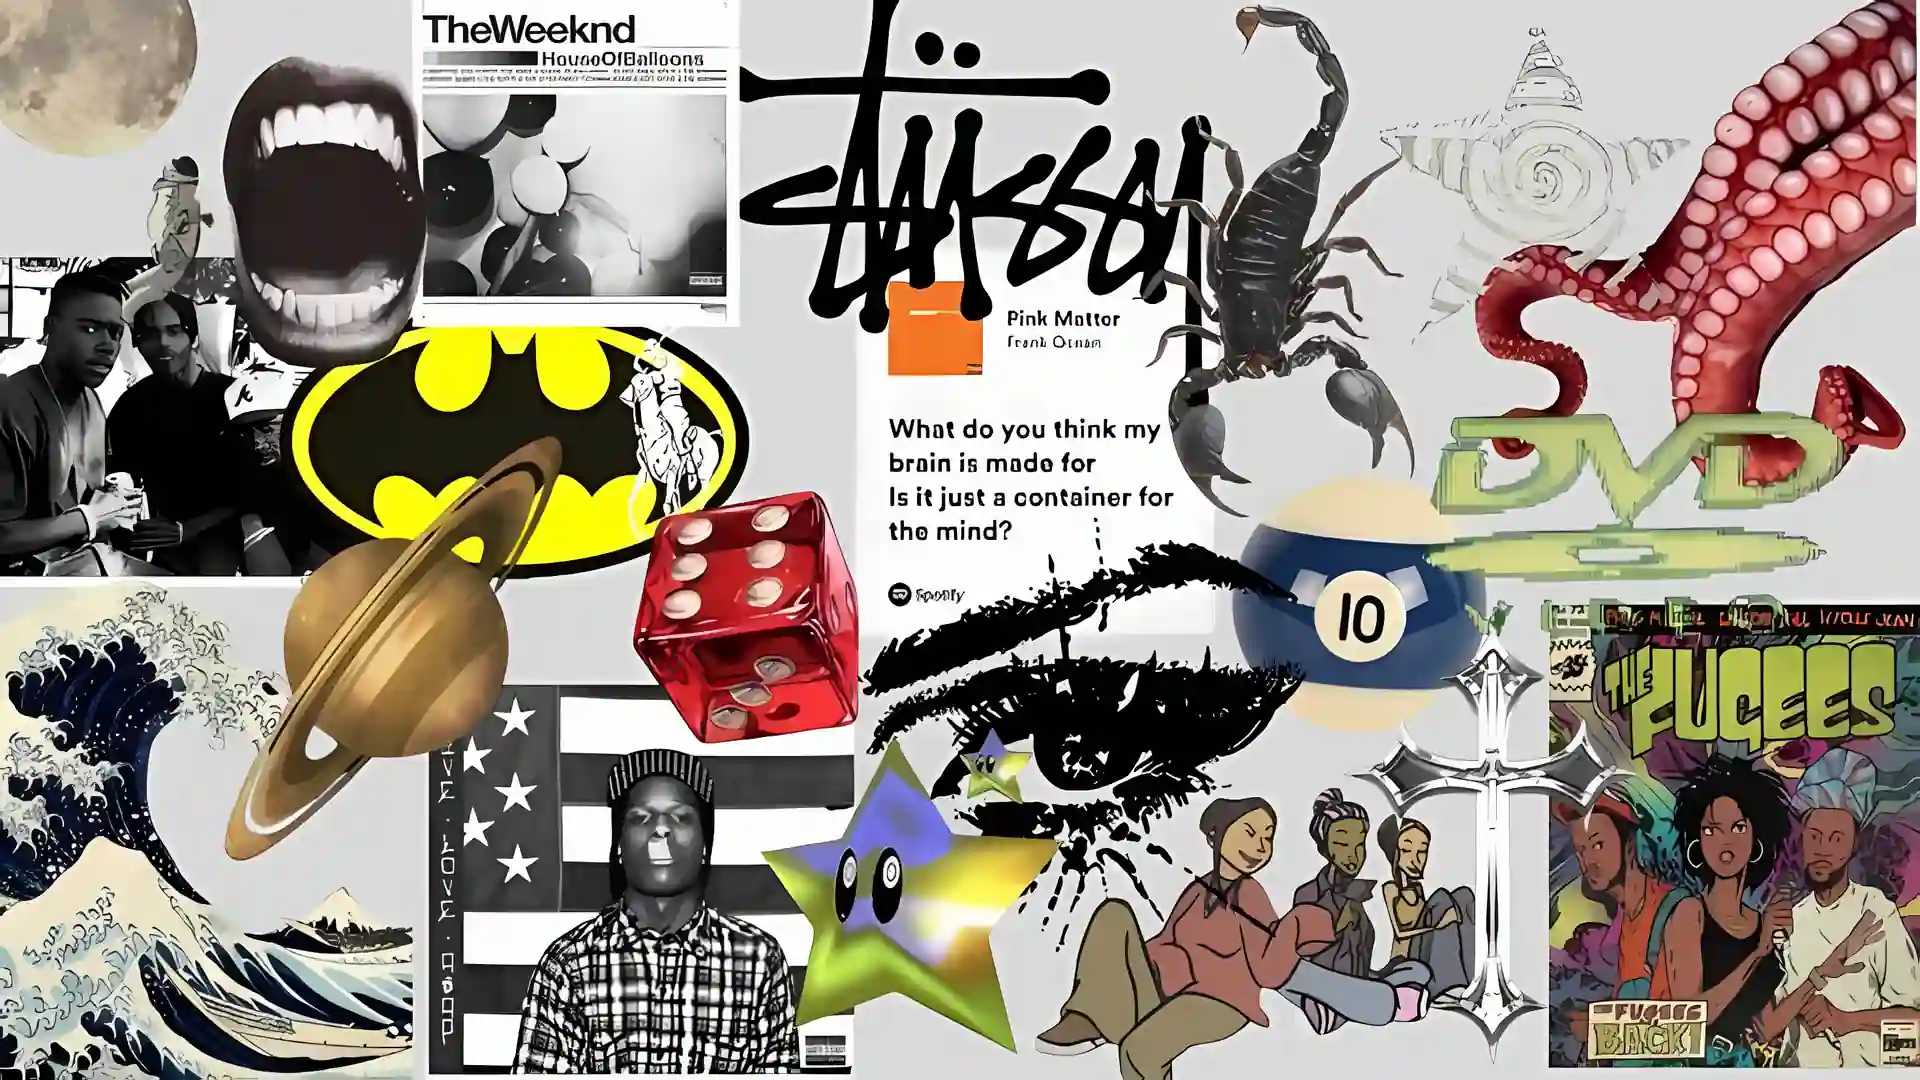 TheWeeknd
HouseOfBalloons
Stüssy
A
Pink Matter
Frank Ocean
What do you think my
brain is made for
Is it just a container for
the mind?
Spotify
10
DVD
35¢
THE
FUGEES
LOVE · A$AP
FUGEES
BACK!